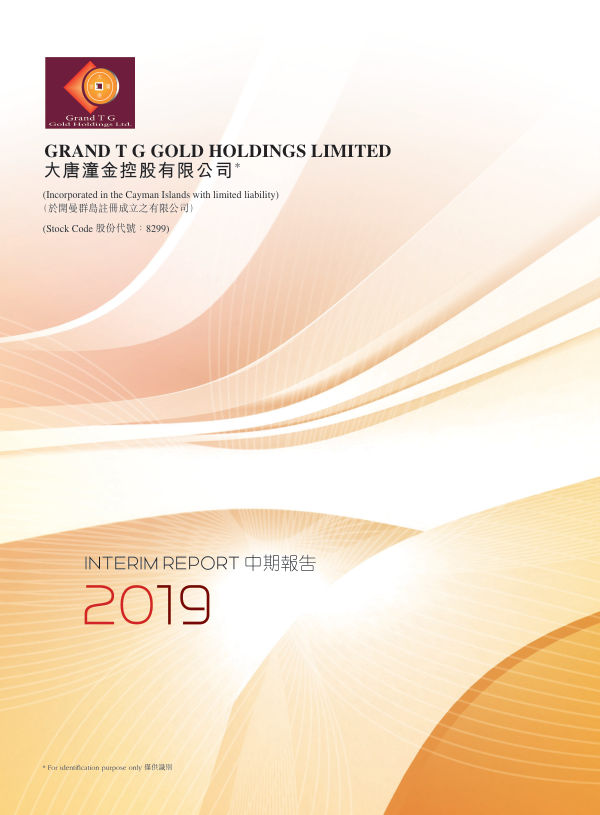 Grand T G
Gold Holdings Ltd.
GRAND T G GOLD HOLDINGS LIMITED
大唐潼金控股有限公司*
(Incorporated in the Cayman Islands with limited liability)
(於開曼群島註冊成立之有限公司)
(Stock Code 股份代號：8299)
INTERIM REPORT 中期報告
2019
* For identification purpose only 僅供識別